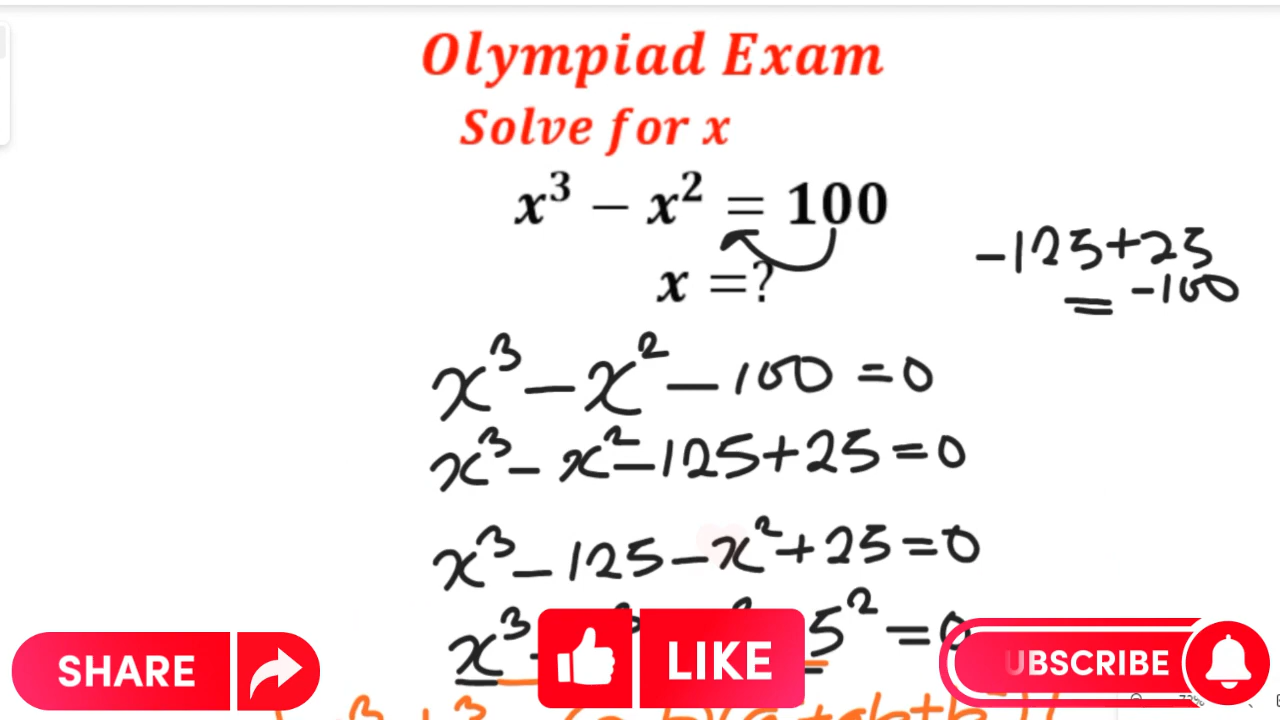 Olympiad Exam
Solve for x
x³ − x² = 100
x =?
−125+25
= −100
x³ − x² − 100 = 0
x³ − x² − 125 + 25 = 0
x³ − 125 − x² + 25 = 0
x³ − 5² = 0
SHARE
LIKE
UBSCRIBE